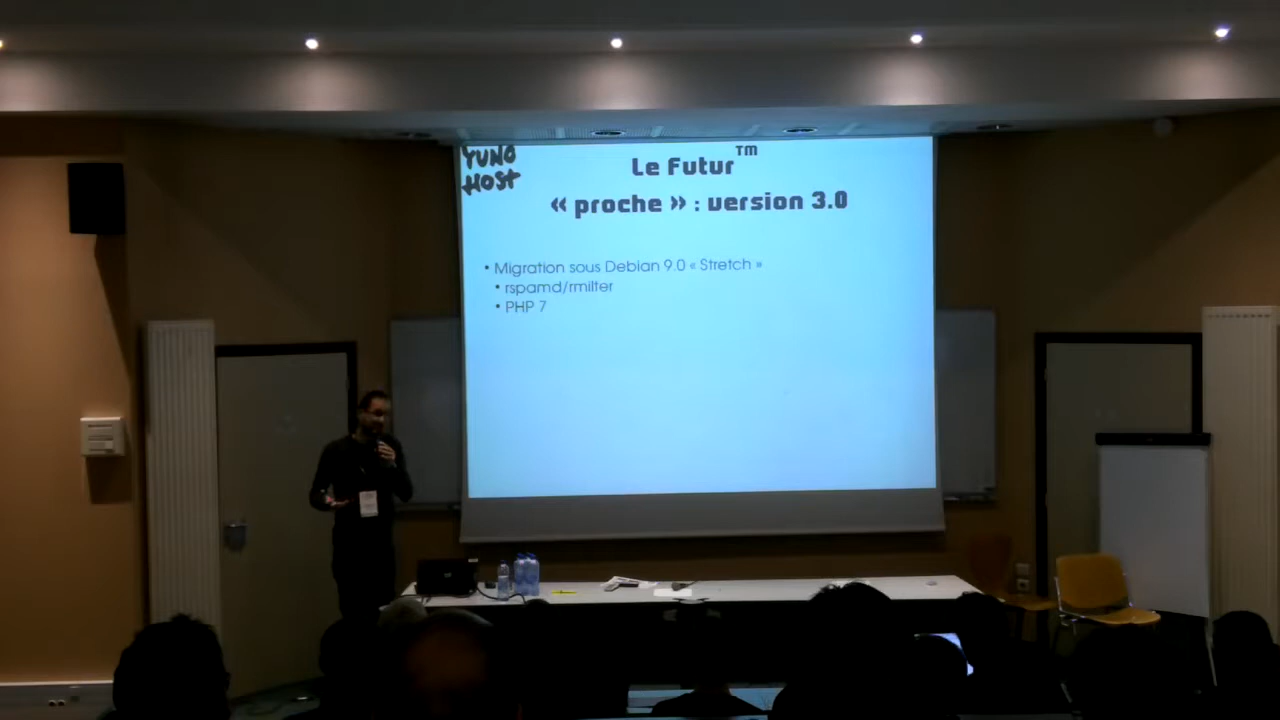 YUNO
HOST
Le Futur™
« proche » : version 3.0
• Migration sous Debian 9.0 « Stretch »
• rspamd/rmilter
• PHP 7